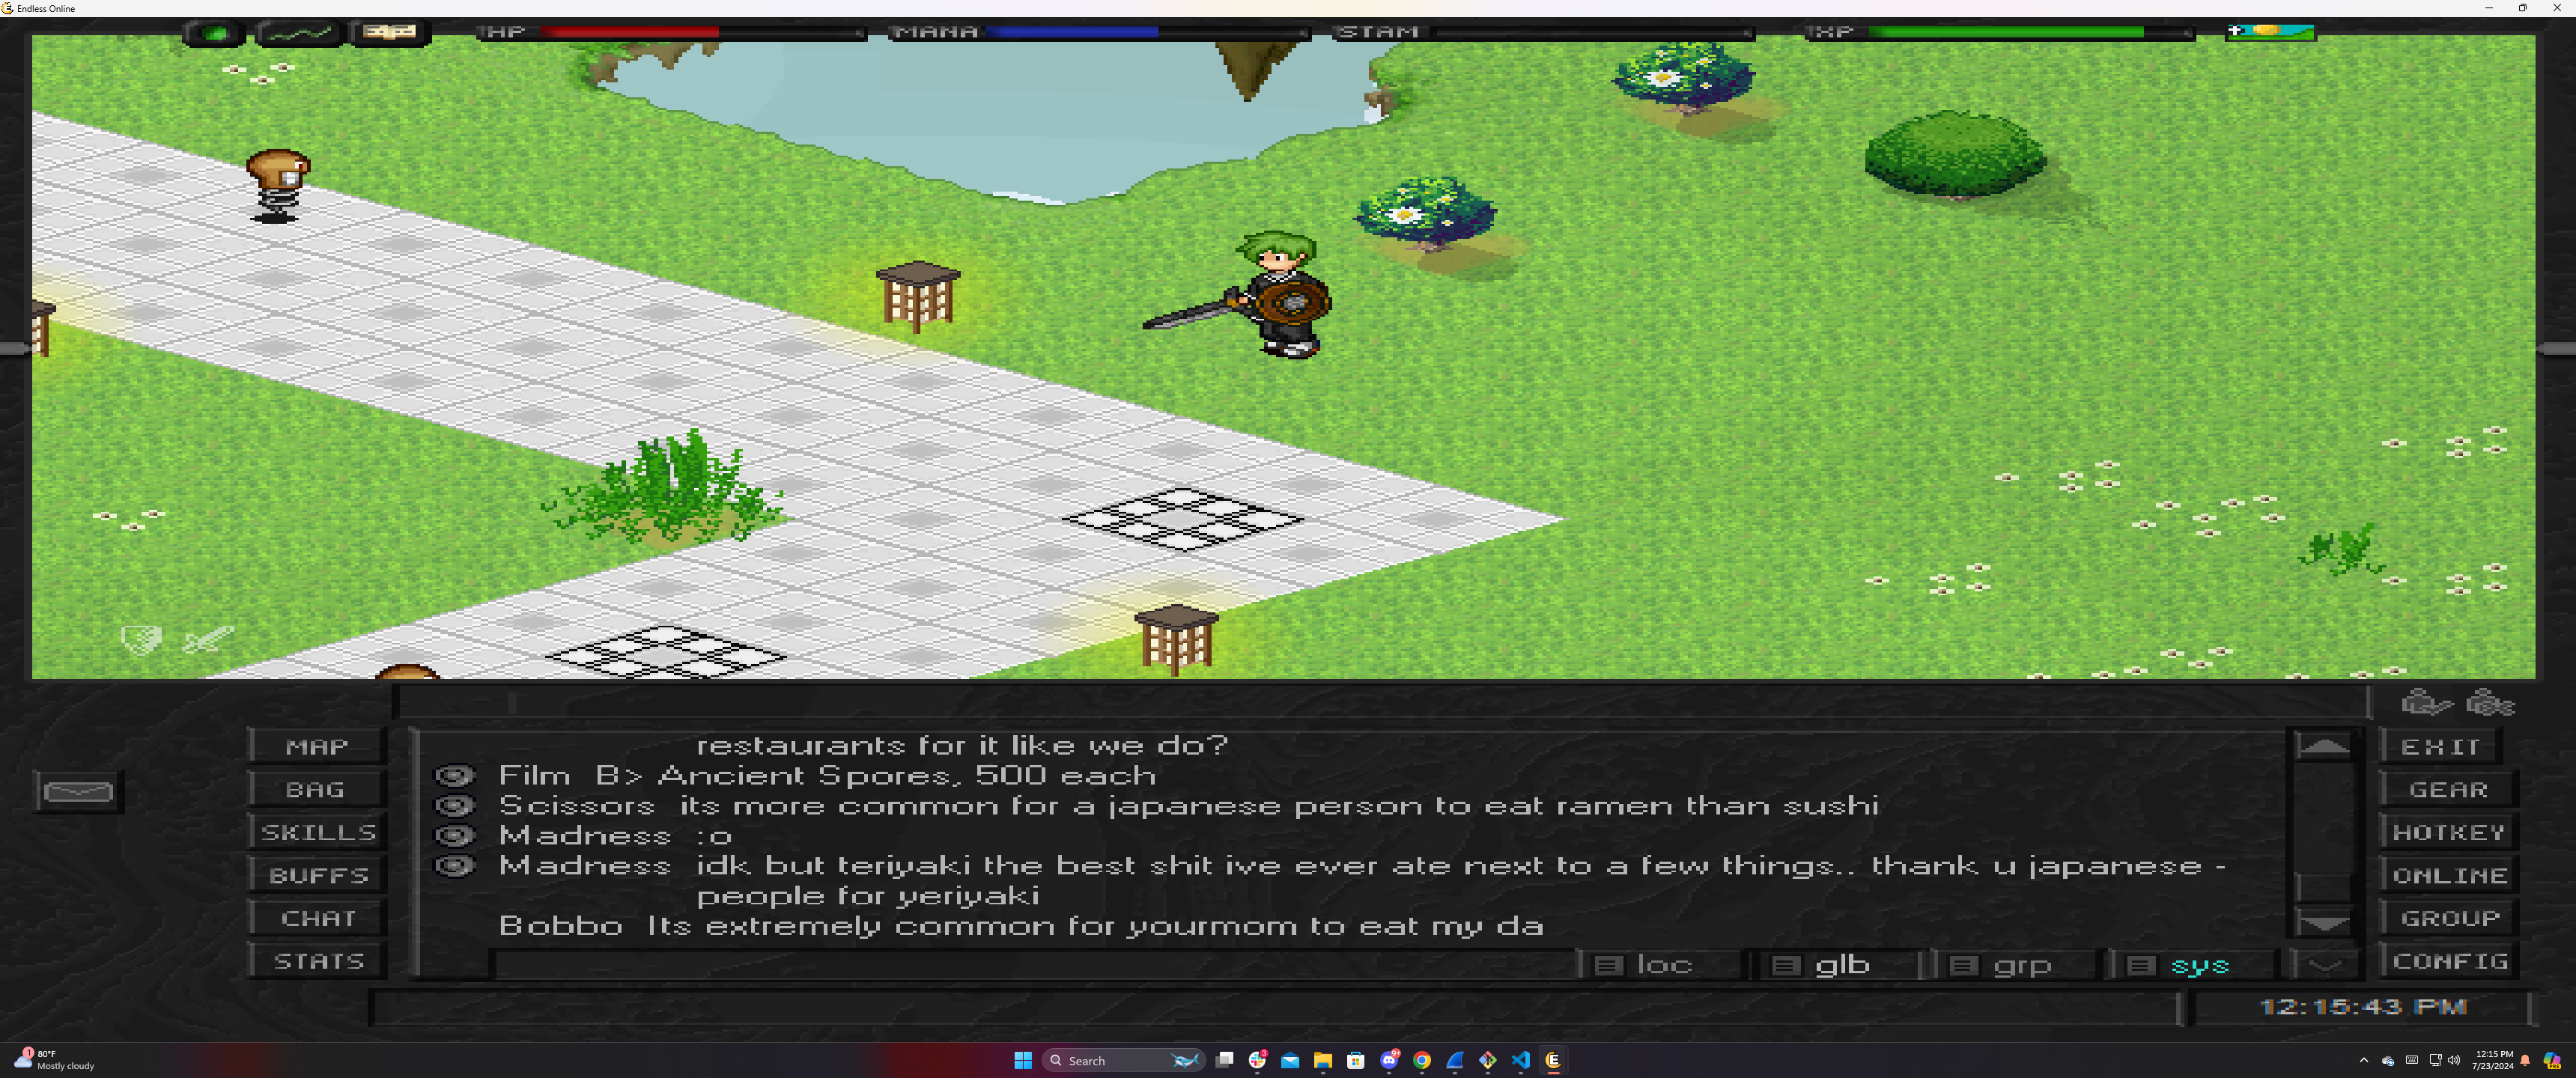 Endless Online
HP
MANA
STAM
XP
restaurants for it like we do?
Film B> Ancient Spores, 500 each
Scissors its more common for a japanese person to eat ramen than sushi
Madness :o
Madness idk but teriyaki the best shit ive ever ate next to a few things.. thank u japanese -
people for yeriyaki
Bobbo Its extremely common for yourmom to eat my da
MAP
BAG
SKILLS
BUFFS
CHAT
STATS
EXIT
GEAR
HOTKEY
ONLINE
GROUP
CONFIG
loc
glb
grp
sys
12:15:43 PM
1
80°F
Mostly cloudy
Search
3
9+
12:15 PM
7/23/2024